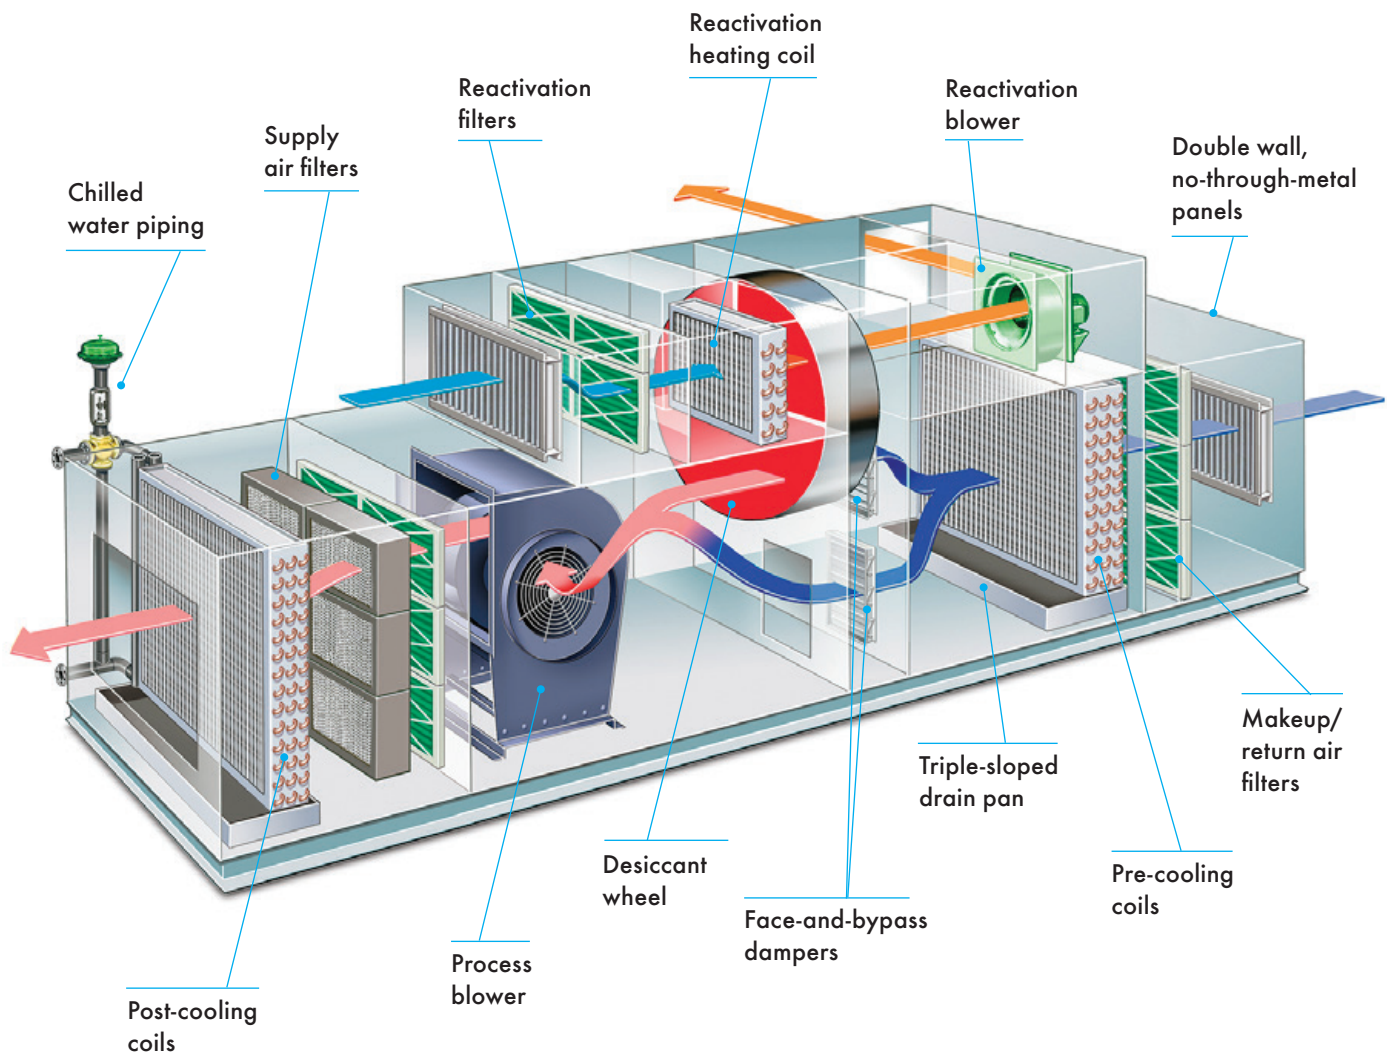 Reactivation
heating coil
Reactivation
filters
Reactivation
blower
Supply
air filters
Double wall,
no-through-metal
panels
Chilled
water piping
Makeup/
return air
filters
Triple-sloped
drain pan
Desiccant
wheel
Pre-cooling
coils
Face-and-bypass
dampers
Process
blower
Post-cooling
coils